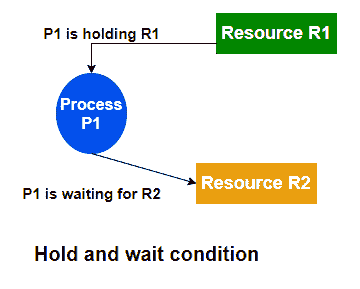 P1 is holding R1
Resource R1
Process
P1
Resource R2
P1 is waiting for R2
Hold and wait condition